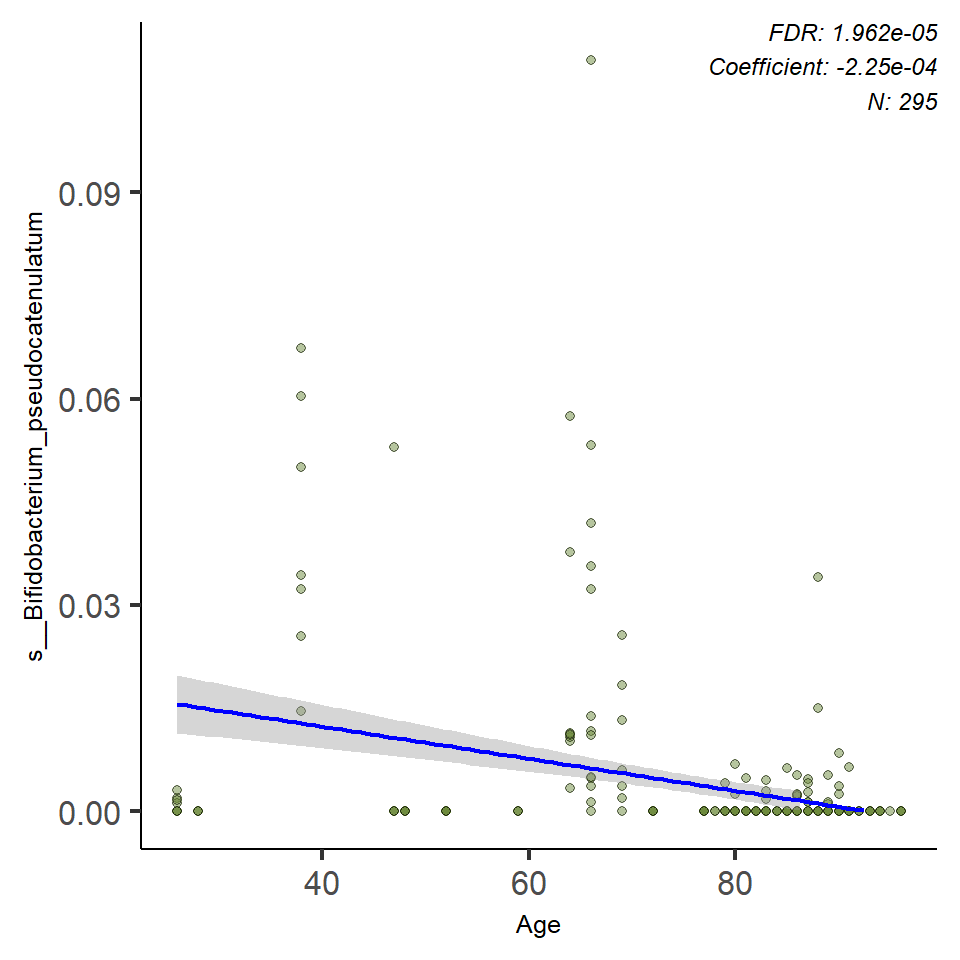 FDR: 1.962e-05
Coefficient: -2.25e-04
N: 295
s__Bifidobacterium_pseudocatenulatum
0.09
0.06
0.03
0.00
40 60 80
Age